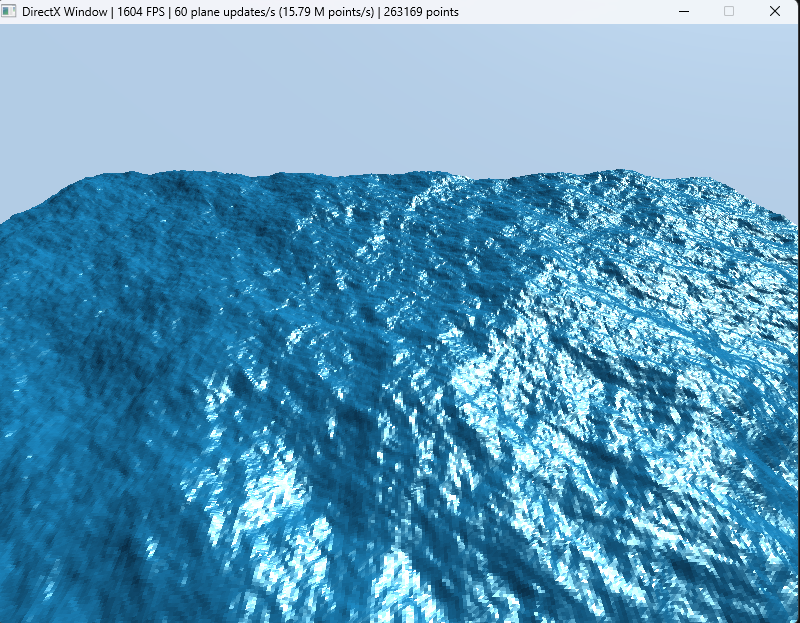 DirectX Window | 1604 FPS | 60 plane updates/s (15.79 M points/s) | 263169 points